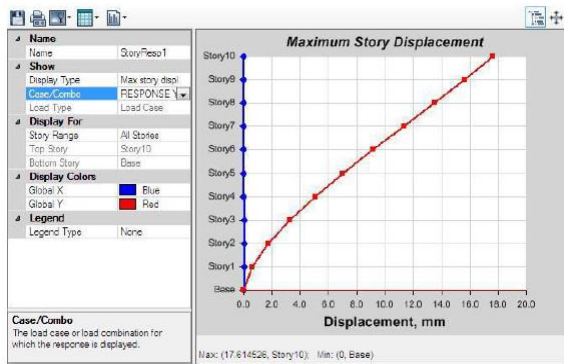 Name
Name StoryResp1
Show
Display Type Max story displ
Case/Combo RESPONSE Y
Load Type Load Case
Display For
Story Range All Stories
Top Story Story10
Bottom Story Base
Display Colors
Global X Blue
Global Y Red
Legend
Legend Type None
Case/Combo
The load case or load combination for
which the response is displayed.
Maximum Story Displacement
Story10
Story9
Story8
Story7
Story6
Story5
Story4
Story3
Story2
Story1
Base
0.0 2.0 4.0 6.0 8.0 10.0 12.0 14.0 16.0 18.0 20.0
Displacement, mm
Max: (17.614526, Story10); Min: (0, Base)